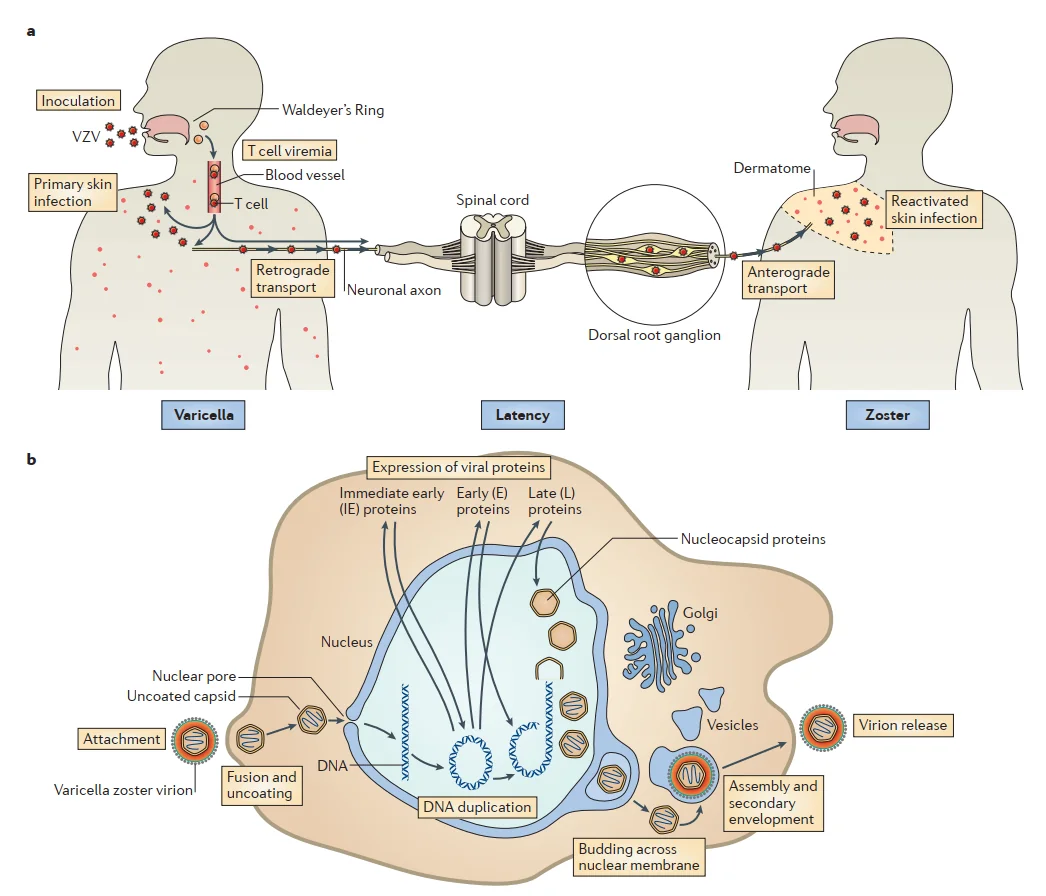 a
Inoculation
VZV
Waldeyer's Ring
T cell viremia
Blood vessel
Primary skin
infection
T cell
Retrograde
transport
Neuronal axon
Spinal cord
Dorsal root ganglion
Dermatome
Reactivated
skin infection
Anterograde
transport
Varicella
Latency
Zoster
b
Expression of viral proteins
Immediate early
(IE) proteins
Early (E)
proteins
Late (L)
proteins
Nucleocapsid proteins
Nucleus
Golgi
Nuclear pore
Uncoated capsid
Attachment
Vesicles
Virion release
DNA
Fusion and
uncoating
Varicella zoster virion
DNA duplication
Assembly and
secondary
envelopment
Budding across
nuclear membrane